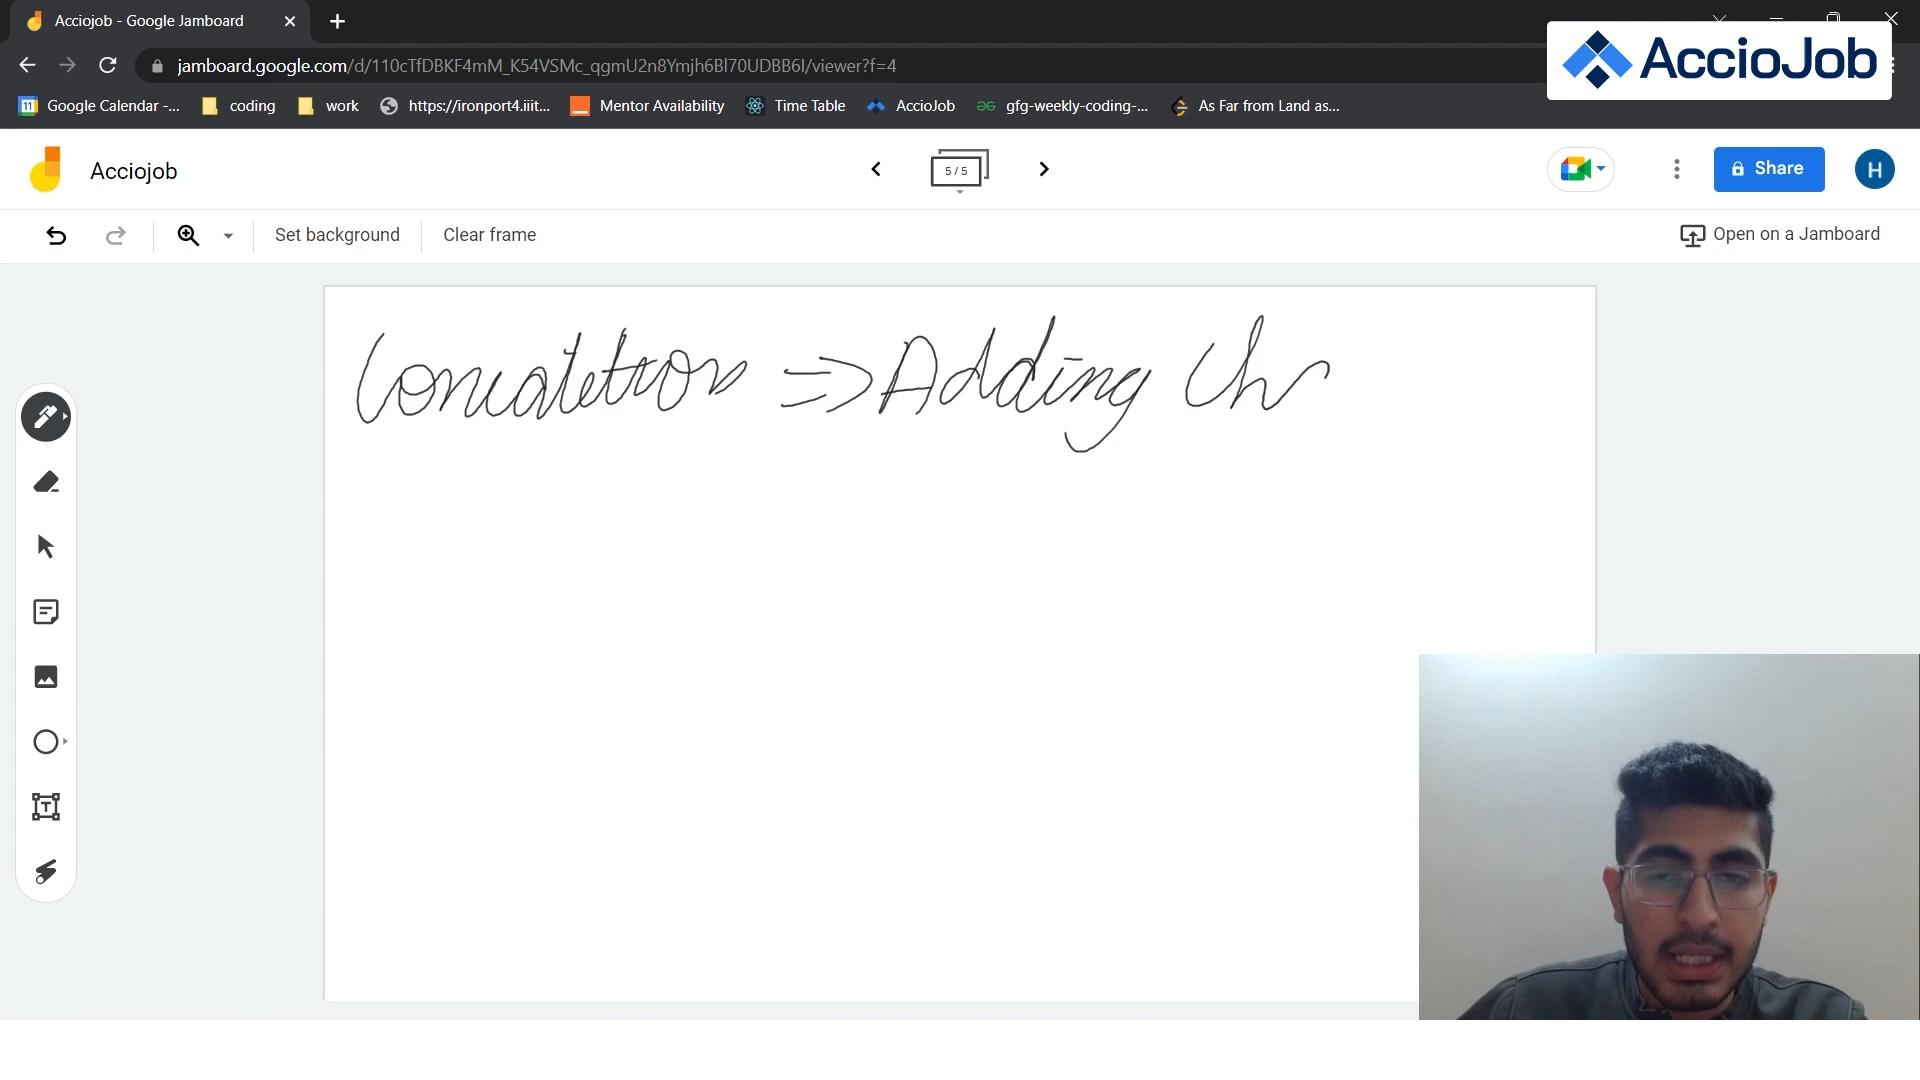 Acciojob - Google Jamboard
jamboard.google.com/d/110cTfDBKF4mM_K54VSMc_qgmU2n8Ymjh6Bl70UDBB6I/viewer?f=4
AccioJob
Google Calendar -... coding work https://ironport4.iiit... Mentor Availability Time Table AccioJob gfg-weekly-coding-... As Far from Land as...
Acciojob 5 / 5 Share H
Set background Clear frame Open on a Jamboard
=> Adding Ch